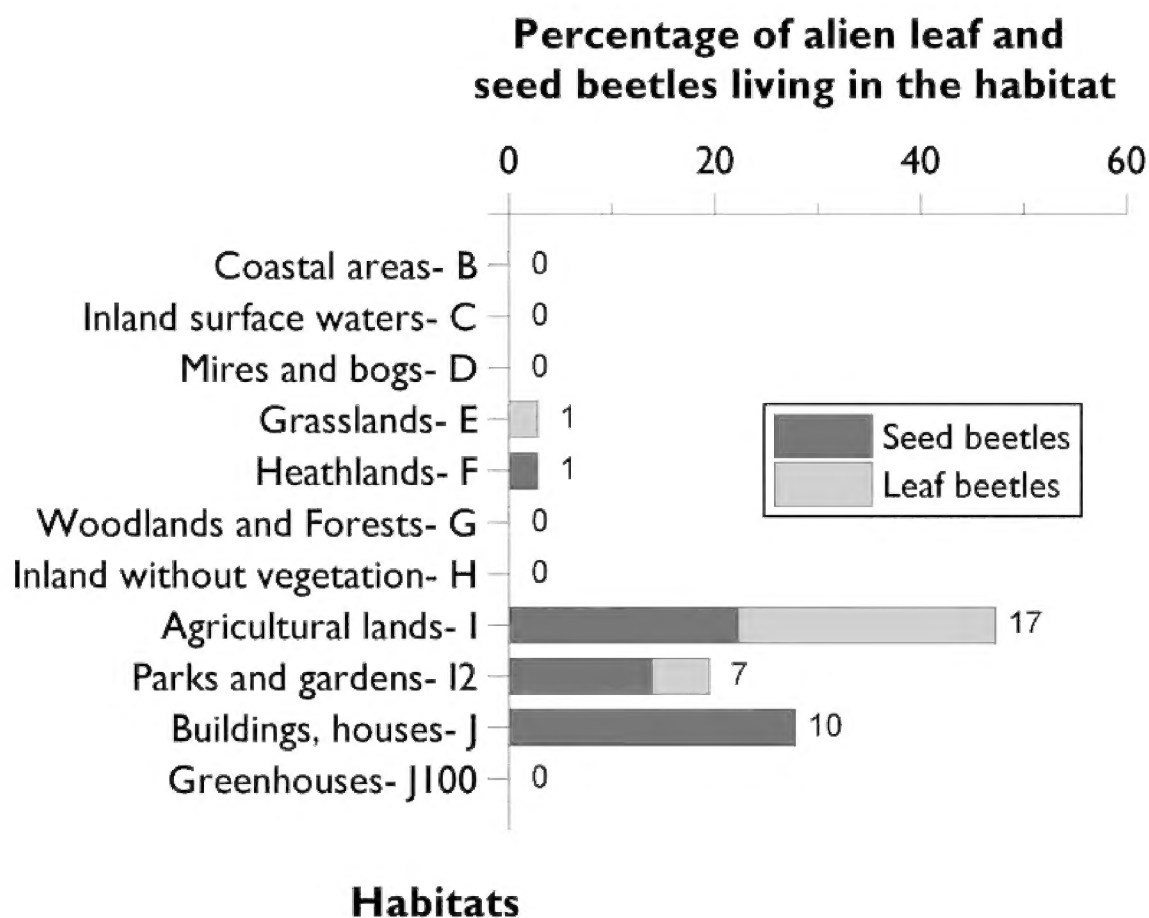 Percentage of alien leaf and
seed beetles living in the habitat
0 20 40 60
Coastal areas- B 0
Inland surface waters- C 0
Mires and bogs- D 0
Grasslands- E 1
Heathlands- F 1
Seed beetles
Leaf beetles
Woodlands and Forests- G 0
Inland without vegetation- H 0
Agricultural lands- I 17
Parks and gardens- I2 7
Buildings, houses- J 10
Greenhouses- J100 0
Habitats